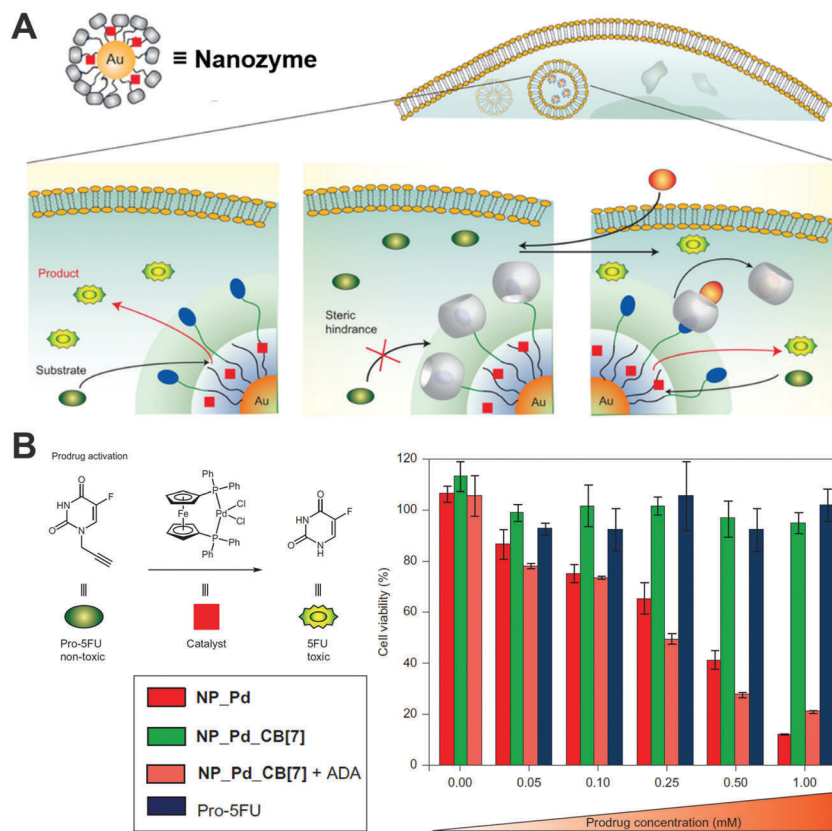 A
Au
≡ Nanozyme
Product
Substrate
Au
Steric
hindrance
Au
Au
B
Prodrug activation
O
HN
F
O
N
Ph
Ph
P
Cl
Fe
Pd
Cl
P
Ph
Ph
O
HN
F
O
N
H
Pro-5FU
non-toxic
Catalyst
5FU
toxic
NP_Pd
NP_Pd_CB[7]
NP_Pd_CB[7] + ADA
Pro-5FU
Cell viability (%)
120
100
80
60
40
20
0
0.00 0.05 0.10 0.25 0.50 1.00
Prodrug concentration (mM)